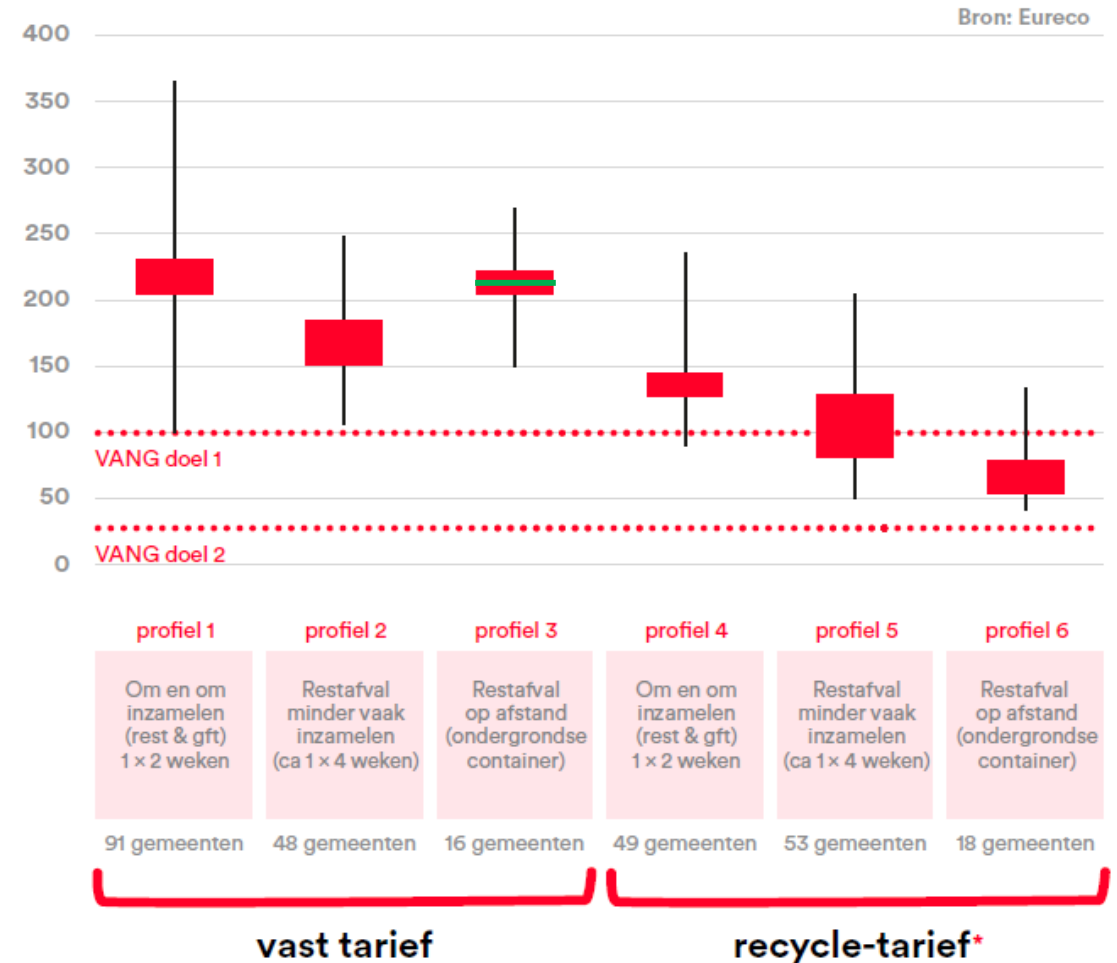 Bron: Eureco
400
350
300
250
200
150
100
VANG doel 1
50
VANG doel 2
0
profiel 1
profiel 2
profiel 3
profiel 4
profiel 5
profiel 6
Om en om
inzamelen
(rest & gft)
1 × 2 weken
Restafval
minder vaak
inzamelen
(ca 1 × 4 weken)
Restafval
op afstand
(ondergrondse
container)
Om en om
inzamelen
(rest & gft)
1 × 2 weken
Restafval
minder vaak
inzamelen
(ca 1 × 4 weken)
Restafval
op afstand
(ondergrondse
container)
91 gemeenten
48 gemeenten
16 gemeenten
49 gemeenten
53 gemeenten
18 gemeenten
vast tarief
recycle-tarief*